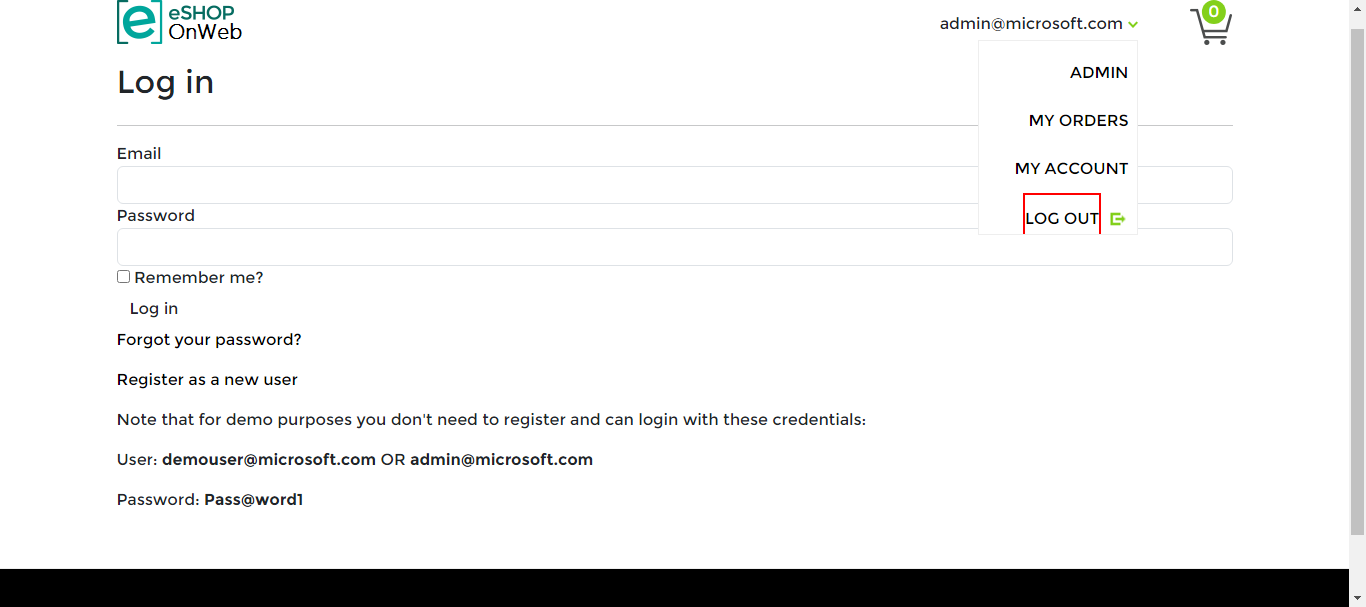 eSHOP
OnWeb
admin@microsoft.com
0
ADMIN
MY ORDERS
MY ACCOUNT
LOG OUT
Log in
Email
Password
Remember me?
Log in
Forgot your password?
Register as a new user
Note that for demo purposes you don't need to register and can login with these credentials:
User: demouser@microsoft.com OR admin@microsoft.com
Password: Pass@word1